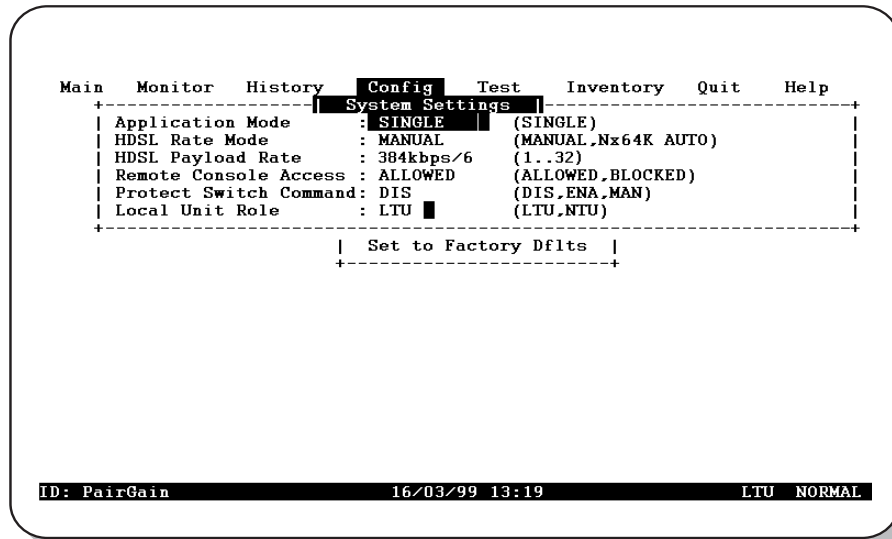 Main Monitor History Config Test Inventory Quit Help
System Settings
Application Mode : SINGLE (SINGLE)
HDSL Rate Mode : MANUAL (MANUAL,Nx64K AUTO)
HDSL Payload Rate : 384kbps/6 (1..32)
Remote Console Access : ALLOWED (ALLOWED,BLOCKED)
Protect Switch Command: DIS (DIS,ENA,MAN)
Local Unit Role : LTU (LTU,NTU)
Set to Factory Dflts
ID: PairGain 16/03/99 13:19 LTU NORMAL